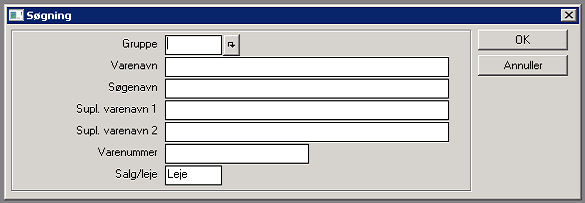 Søgning
Gruppe
OK
Varenavn
Annuller
Søgenavn
Supl. varenavn 1
Supl. varenavn 2
Varenummer
Salg/leje Leje